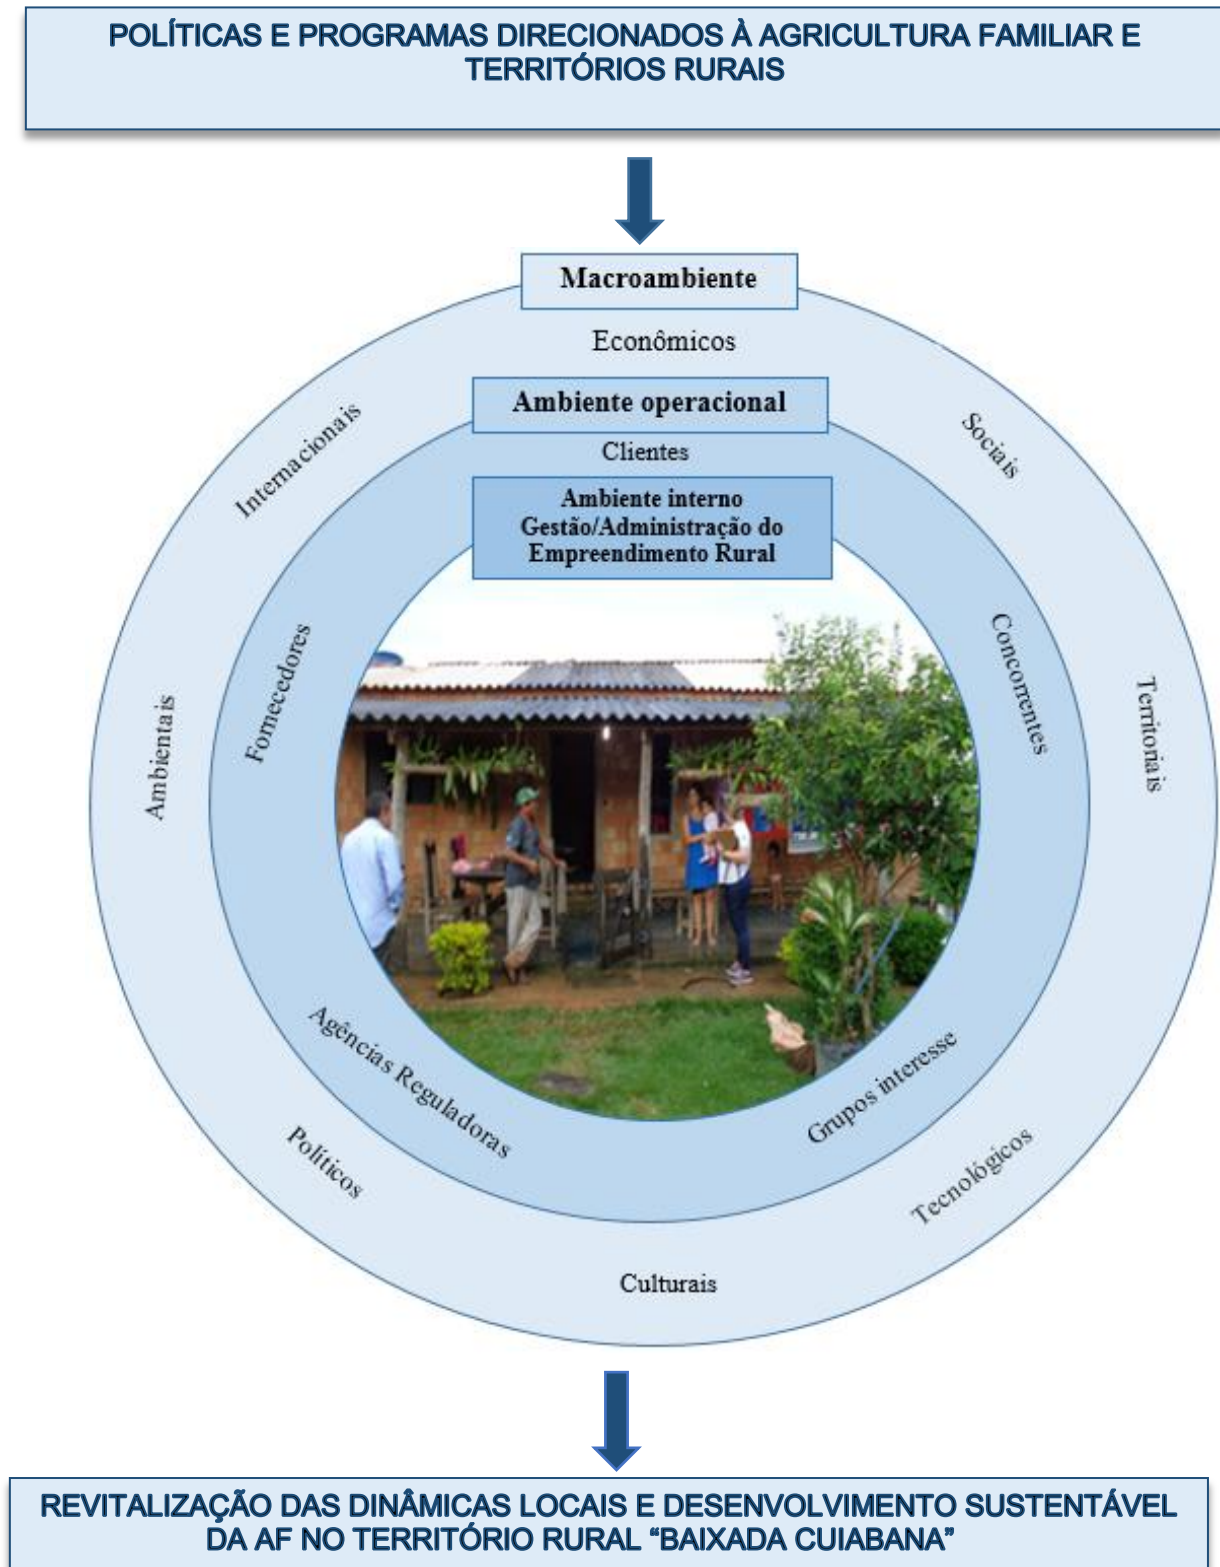 POLÍTICAS E PROGRAMAS DIRECIONADOS À AGRICULTURA FAMILIAR E
TERRITÓRIOS RURAIS
Macroambiente
Econômicos
Ambiente operacional
Clientes
Ambiente interno
Gestão/Administração do
Empreendimento Rural
Internacionais
Sociais
Fornecedores
Concorrentes
Ambientais
Territoriais
Agências Reguladoras
Grupos interesse
Políticos
Tecnológicos
Culturais
REVITALIZAÇÃO DAS DINÂMICAS LOCAIS E DESENVOLVIMENTO SUSTENTÁVEL
DA AF NO TERRITÓRIO RURAL “BAIXADA CUIABANA”